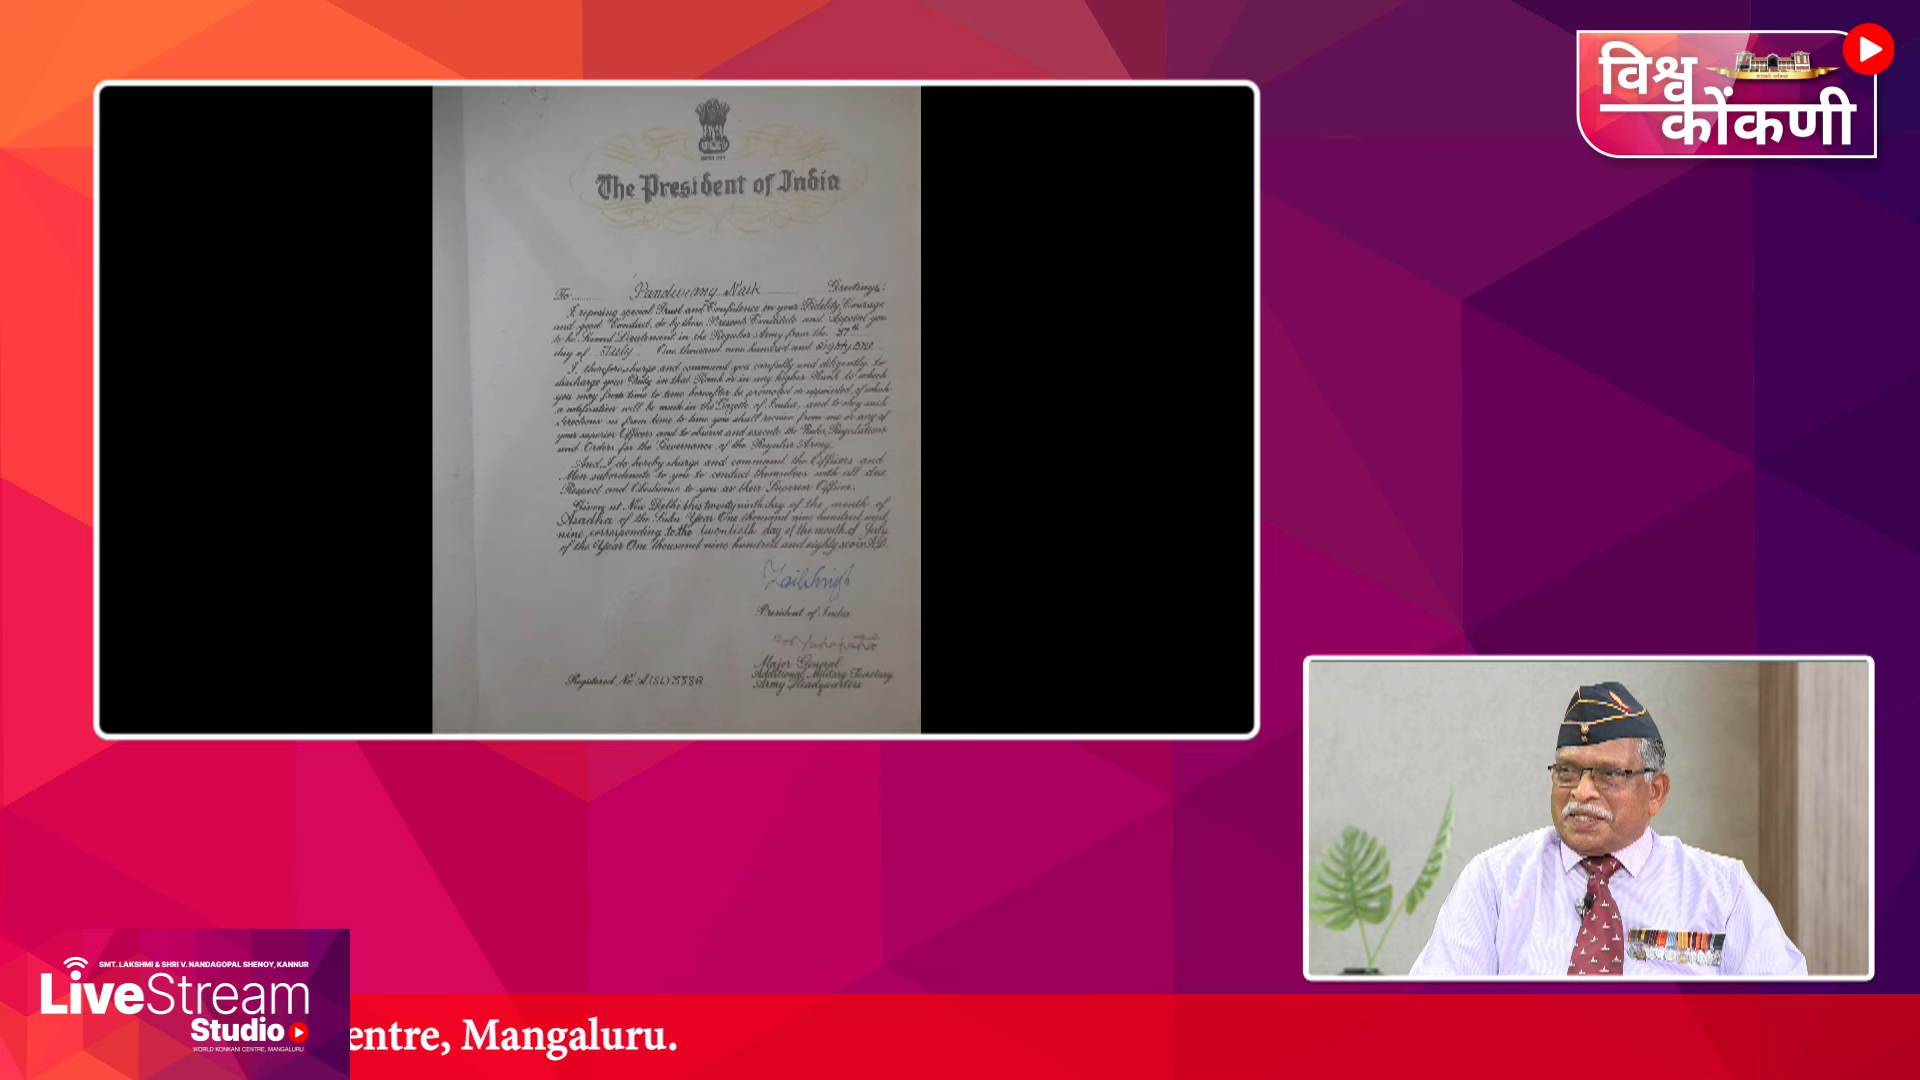 विश्व
कोंकणी
The President of India
To Pandurang Naik Greetings:
I, reposing special Trust and Confidence in your Fidelity, Courage
and good Conduct, do by these Presents Constitute and Appoint you
to be Second Lieutenant in the Regular Army from the
day of July One thousand nine hundred and eighty one
I, therefore, charge and command you carefully and diligently to
discharge your Duty in that Rank or in any higher Rank to which
you may from time to time hereafter be promoted or appointed, of which
a notification will be made in the Gazette of India, and to obey such
directions as from time to time you shall receive from me or any of
your superior Officers and to observe and execute the Rules, Regulations
and Orders for the Governance of the Regular Army.
And, I do hereby charge and command the Officers and
Men subordinate to you to conduct themselves with all due
Respect and Obedience to you as their Superior Officer.
Given at New Delhi this twentyninth day of the month of
Asadha of the Saka Year One thousand nine hundred and
nine, corresponding to the twentieth day of the month of July
of the Year One thousand nine hundred and eighty seven A.D.
Zail Singh
President of India
Major General
Additional Military Secretary
Army Headquarters
Registered No.
SMT. LAKSHMI & SHRI V. NANDAGOPAL SHENOY, KANNUR
LiveStream
Studio
WORLD KONKANI CENTRE, MANGALURU
entre, Mangaluru.